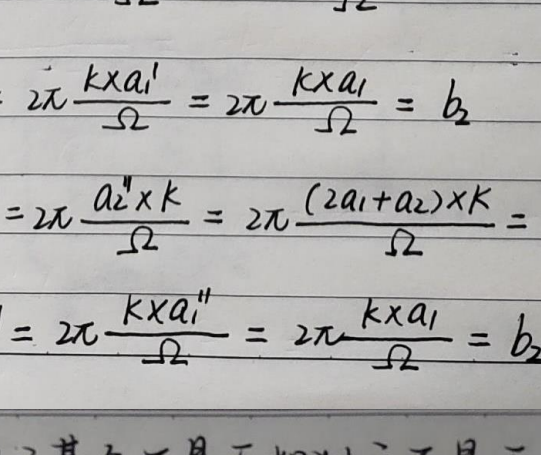 2π k×a₁'/Ω = 2π k×a₁/Ω = b₂
= 2π a₂''×k/Ω = 2π (2a₁+a₂)×k/Ω =
= 2π k×a₁''/Ω = 2π k×a₁/Ω = b₂